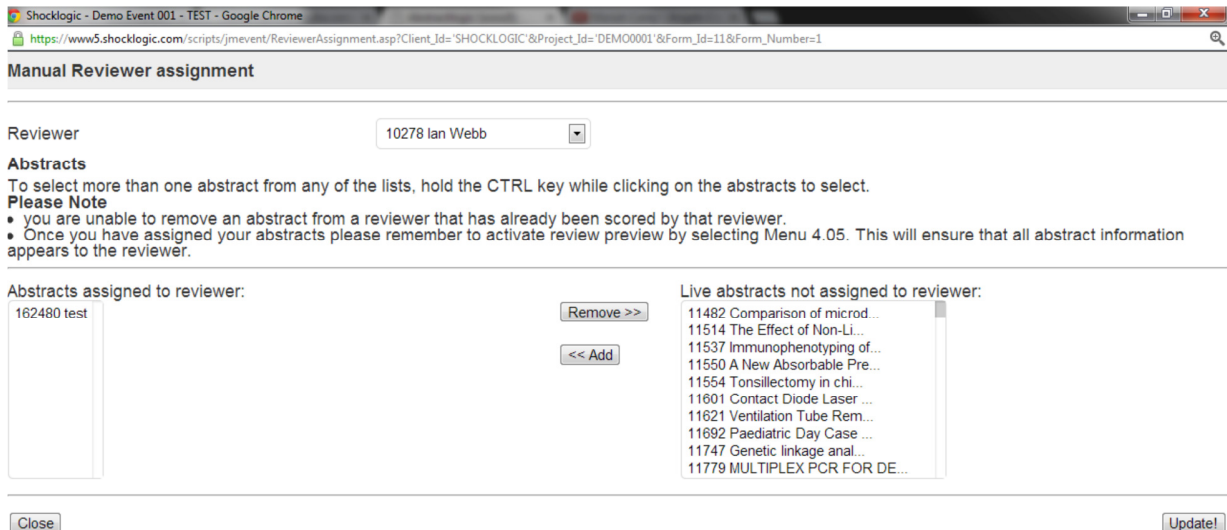 Shocklogic - Demo Event 001 - TEST - Google Chrome
https://www5.shocklogic.com/scripts/jmevent/ReviewerAssignment.asp?Client_Id='SHOCKLOGIC'&Project_Id='DEMO0001'&Form_Id=11&Form_Number=1
Manual Reviewer assignment
Reviewer
10278 Ian Webb
Abstracts
To select more than one abstract from any of the lists, hold the CTRL key while clicking on the abstracts to select.
Please Note
• you are unable to remove an abstract from a reviewer that has already been scored by that reviewer.
• Once you have assigned your abstracts please remember to activate review preview by selecting Menu 4.05. This will ensure that all abstract information
appears to the reviewer.
Abstracts assigned to reviewer:
162480 test
Remove >>
<< Add
Live abstracts not assigned to reviewer:
11482 Comparison of microd...
11514 The Effect of Non-Li...
11537 Immunophenotyping of...
11550 A New Absorbable Pre...
11554 Tonsillectomy in chi...
11601 Contact Diode Laser ...
11621 Ventilation Tube Rem...
11692 Paediatric Day Case ...
11747 Genetic linkage anal...
11779 MULTIPLEX PCR FOR DE...
Close
Update!